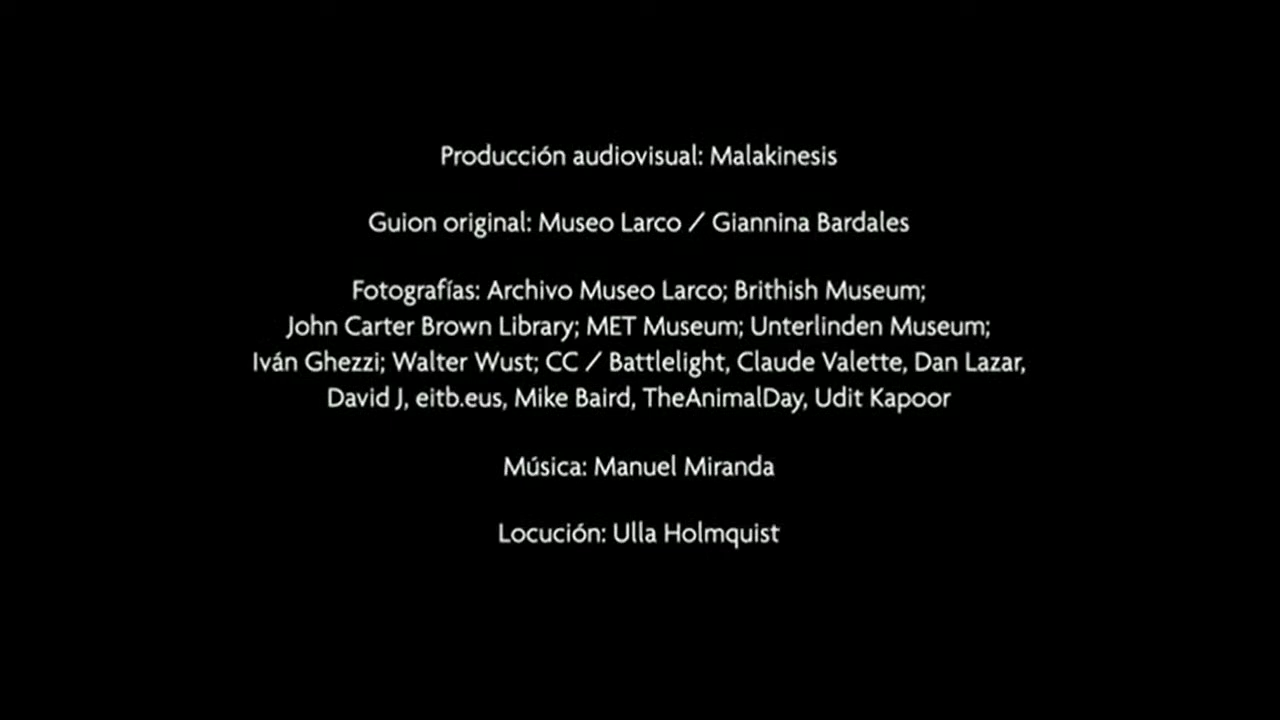 Producción audiovisual: Malakinesis
Guion original: Museo Larco / Giannina Bardales
Fotografías: Archivo Museo Larco; Brithish Museum;
John Carter Brown Library; MET Museum; Unterlinden Museum;
Iván Ghezzi; Walter Wust; CC / Battlelight, Claude Valette, Dan Lazar,
David J, eitb.eus, Mike Baird, TheAnimalDay, Udit Kapoor
Música: Manuel Miranda
Locución: Ulla Holmquist